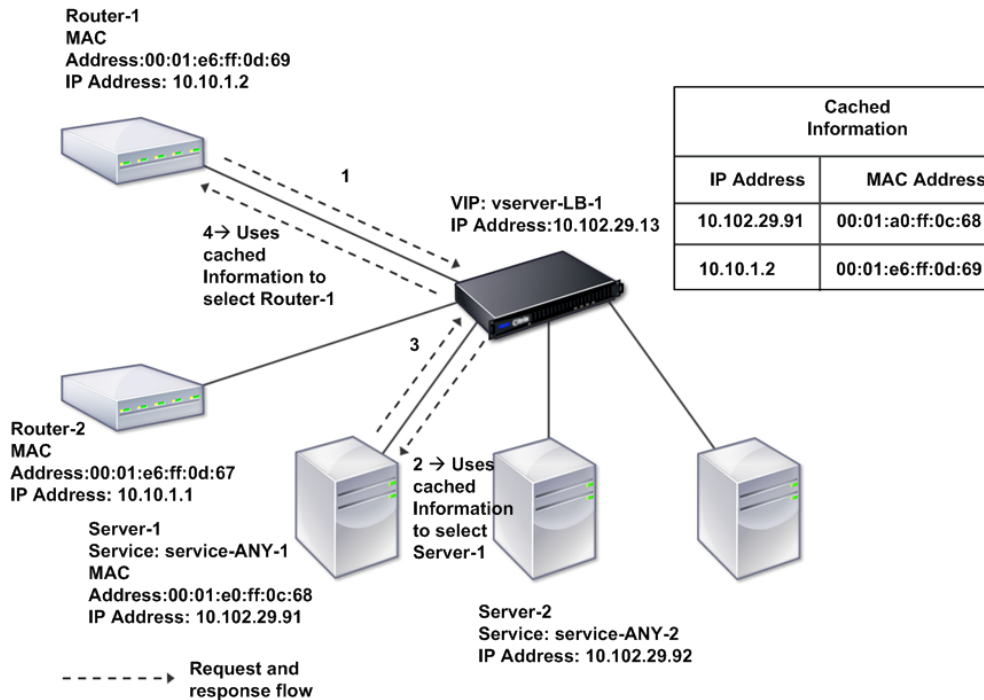 Router-1
MAC
Address:00:01:e6:ff:0d:69
IP Address: 10.10.1.2
Cached
Information
IP Address MAC Address
10.102.29.91 00:01:a0:ff:0c:68
10.10.1.2 00:01:e6:ff:0d:69
1
VIP: vserver-LB-1
IP Address:10.102.29.13
4→ Uses
cached
Information to
select Router-1
3
Router-2
MAC
Address:00:01:e6:ff:0d:67
IP Address: 10.10.1.1
2 → Uses
cached
Information
to select
Server-1
Server-1
Service: service-ANY-1
MAC
Address:00:01:e0:ff:0c:68
IP Address: 10.102.29.91
Server-2
Service: service-ANY-2
IP Address: 10.102.29.92
Request and
response flow